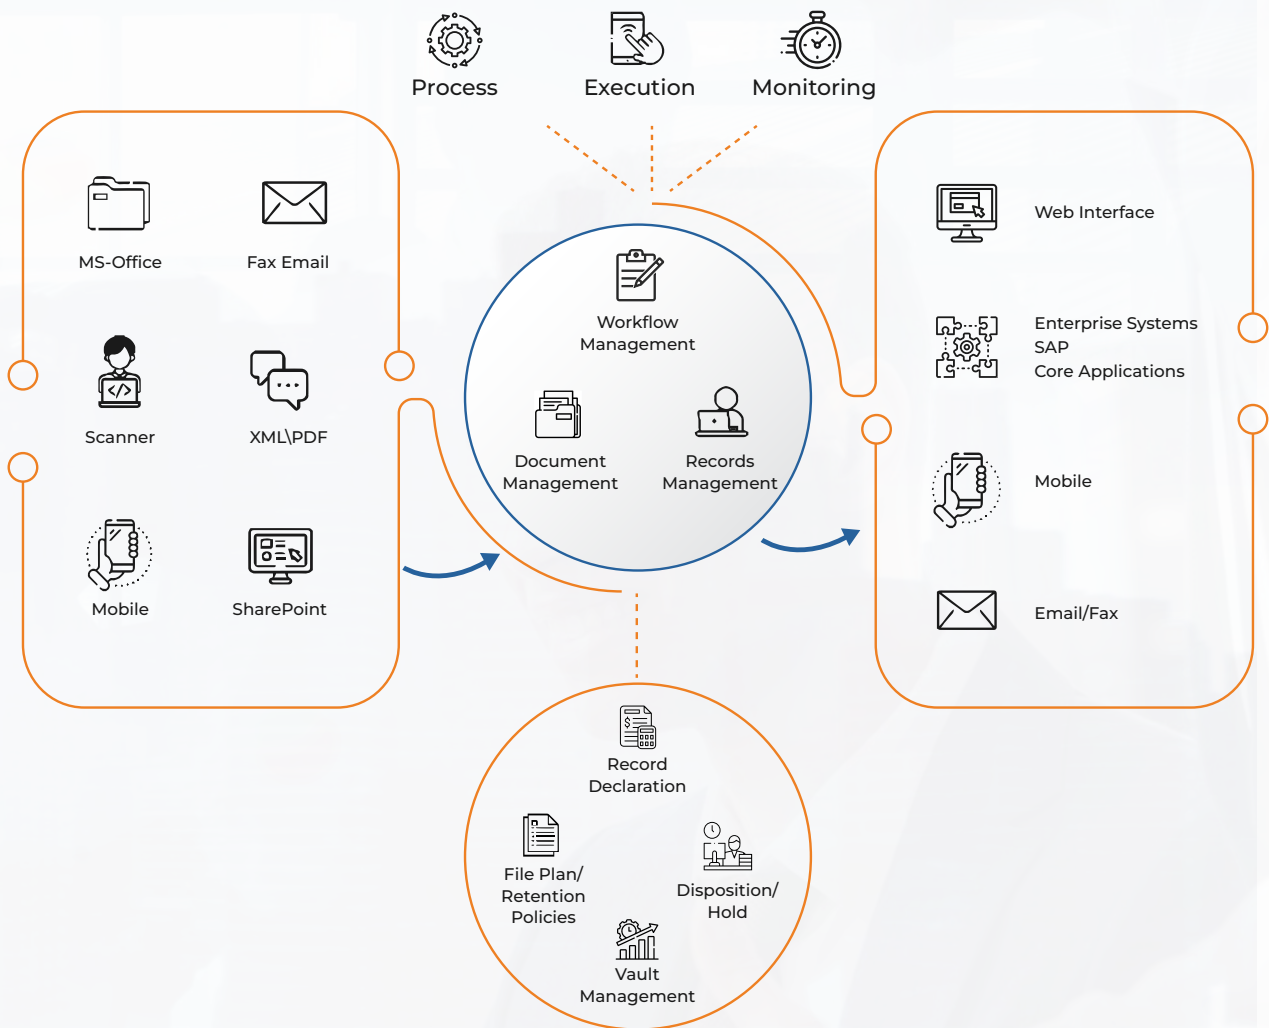 Process
Execution
Monitoring
MS-Office
Fax Email
Scanner
XML\PDF
Mobile
SharePoint
Workflow
Management
Document
Management
Records
Management
Web Interface
Enterprise Systems
SAP
Core Applications
Mobile
Email/Fax
Record
Declaration
File Plan/
Retention
Policies
Disposition/
Hold
Vault
Management